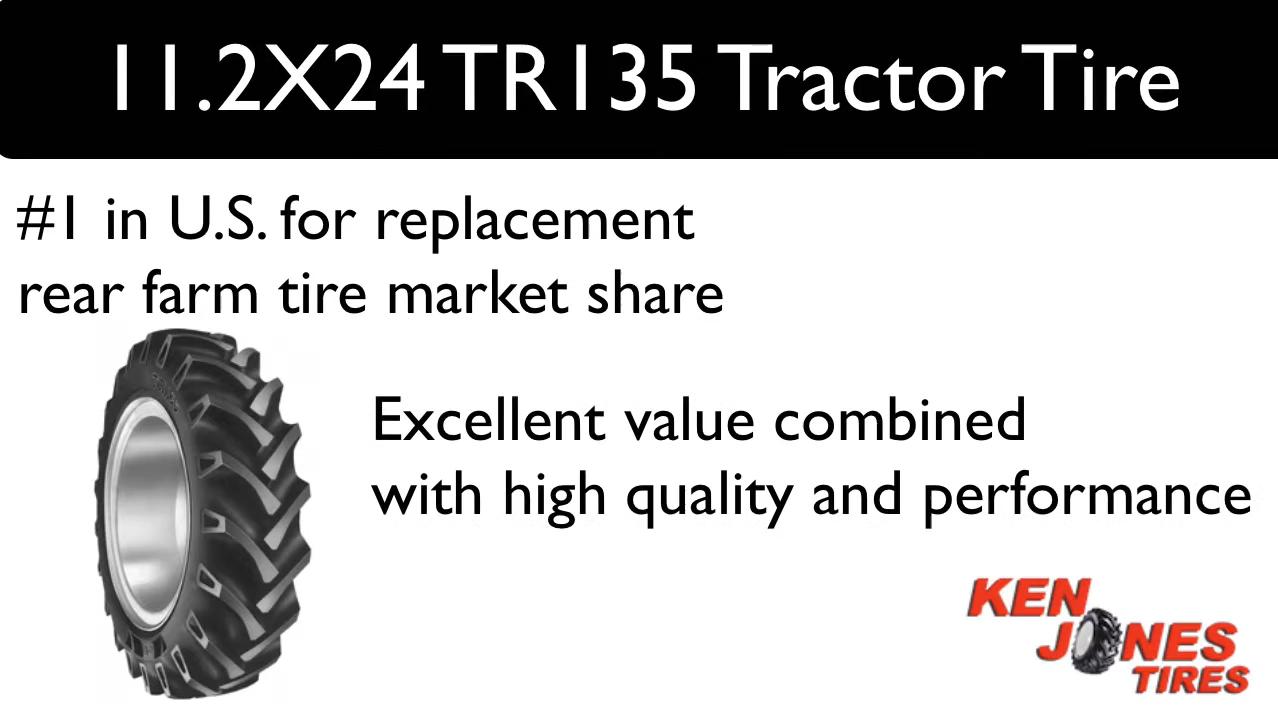 11.2X24 TR135 Tractor Tire
#1 in U.S. for replacement
rear farm tire market share
Excellent value combined
with high quality and performance
KEN
JONES
TIRES